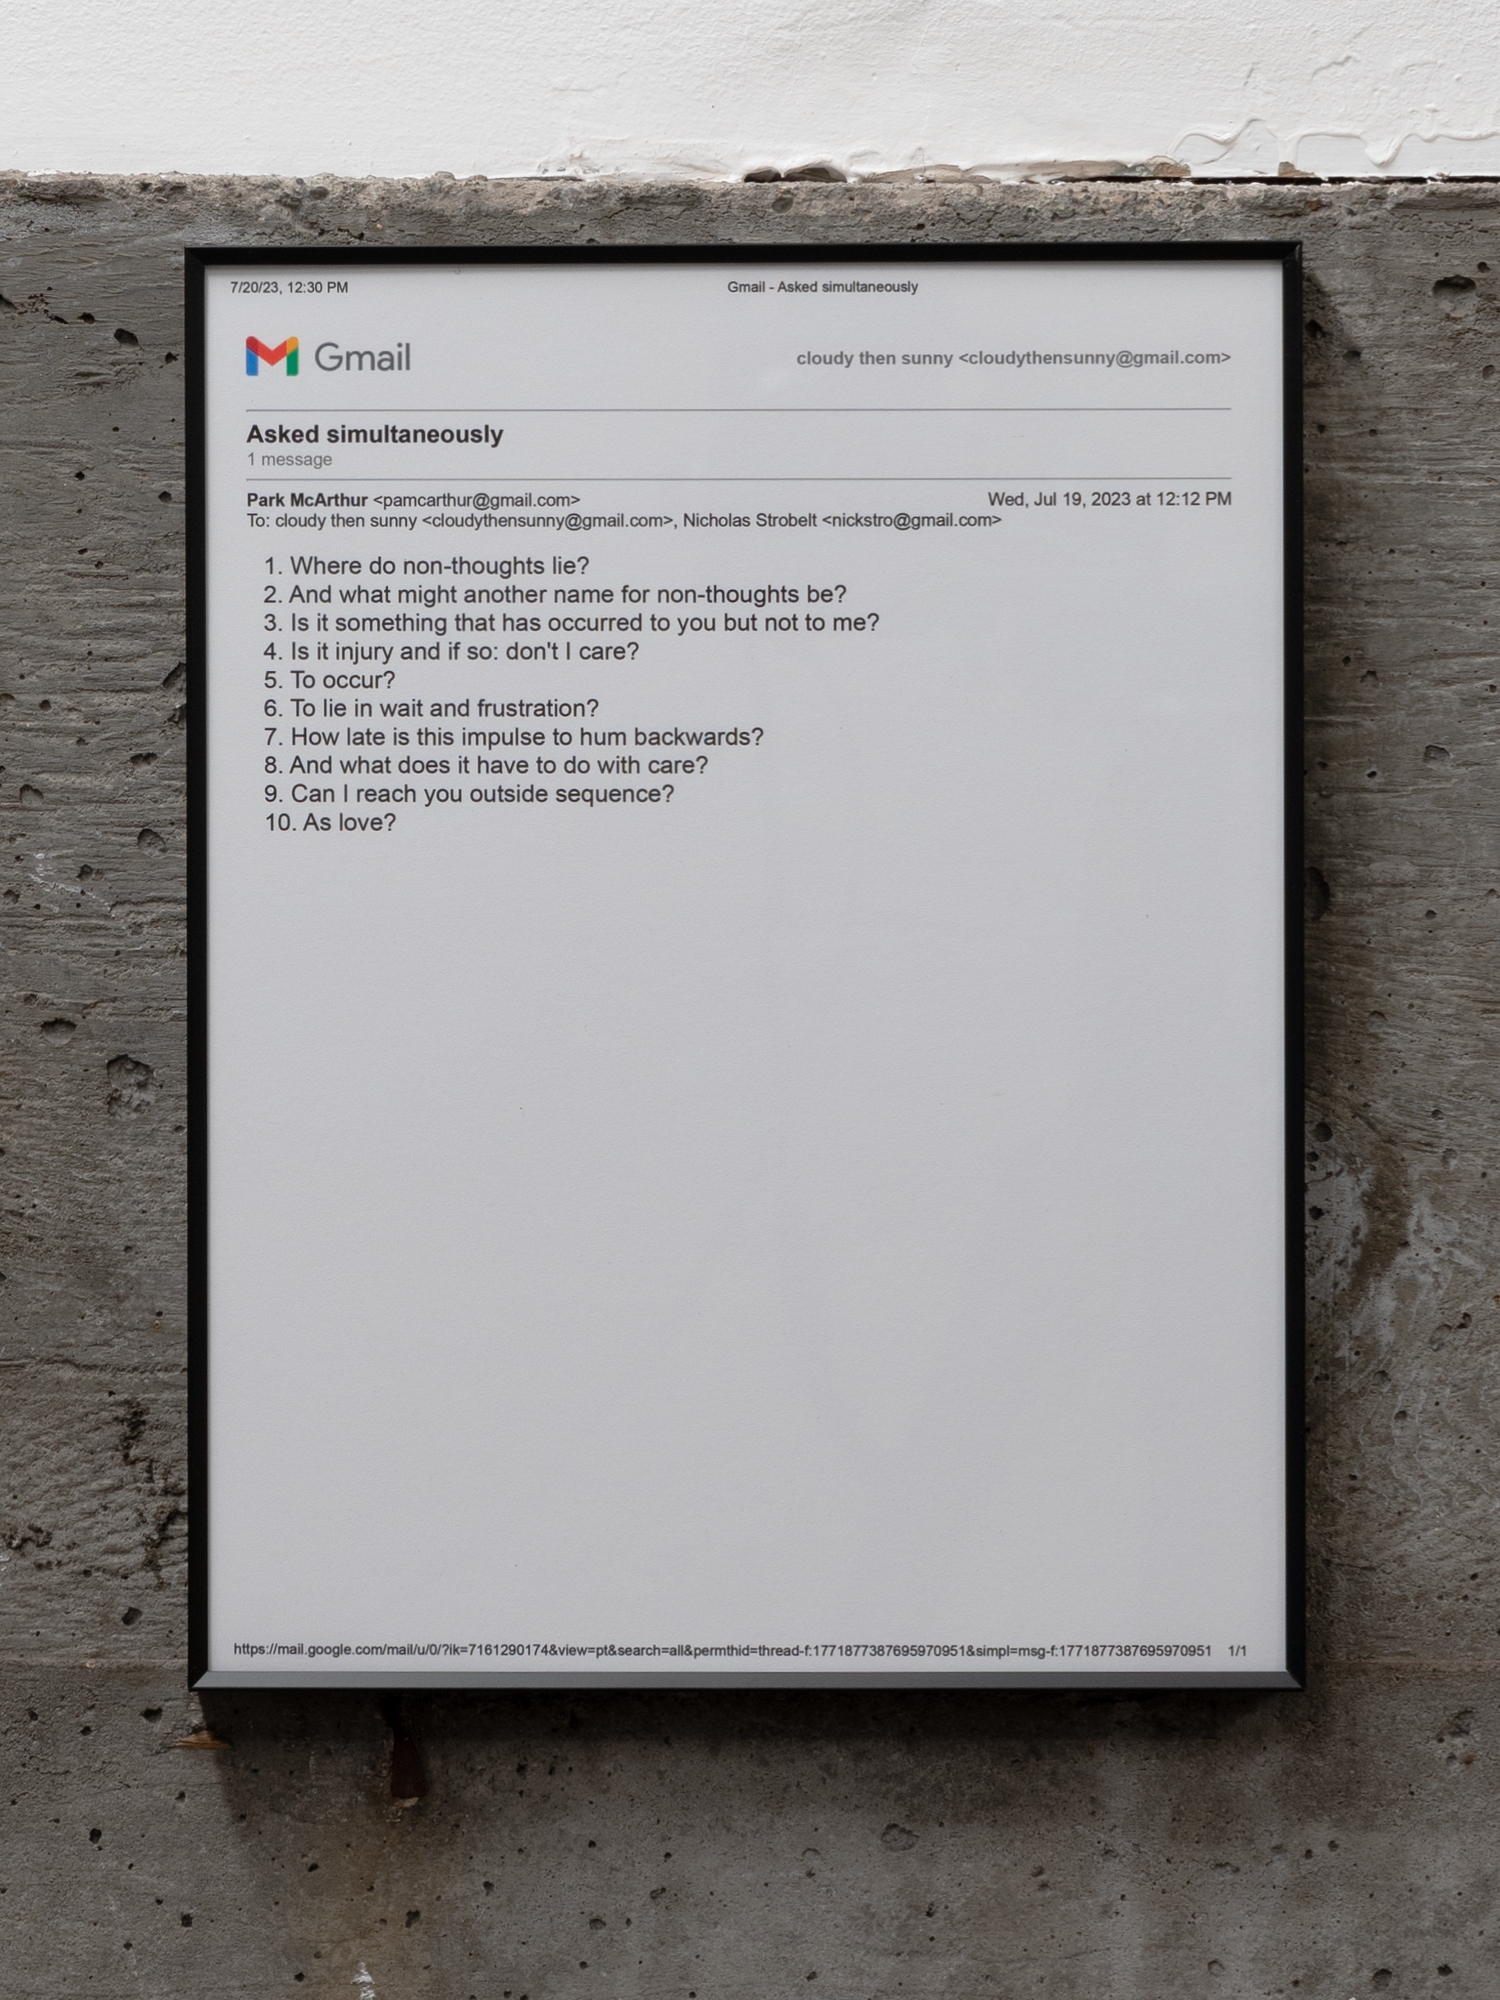 7/20/23, 12:30 PM Gmail - Asked simultaneously
Gmail cloudy then sunny <cloudythensunny@gmail.com>
Asked simultaneously
1 message
Park McArthur <pamcarthur@gmail.com> Wed, Jul 19, 2023 at 12:12 PM
To: cloudy then sunny <cloudythensunny@gmail.com>, Nicholas Strobelt <nickstro@gmail.com>
1. Where do non-thoughts lie?
2. And what might another name for non-thoughts be?
3. Is it something that has occurred to you but not to me?
4. Is it injury and if so: don't I care?
5. To occur?
6. To lie in wait and frustration?
7. How late is this impulse to hum backwards?
8. And what does it have to do with care?
9. Can I reach you outside sequence?
10. As love?
https://mail.google.com/mail/u/0/?ik=7161290174&view=pt&search=all&permthid=thread-f:1771877387695970951&simpl=msg-f:1771877387695970951 1/1